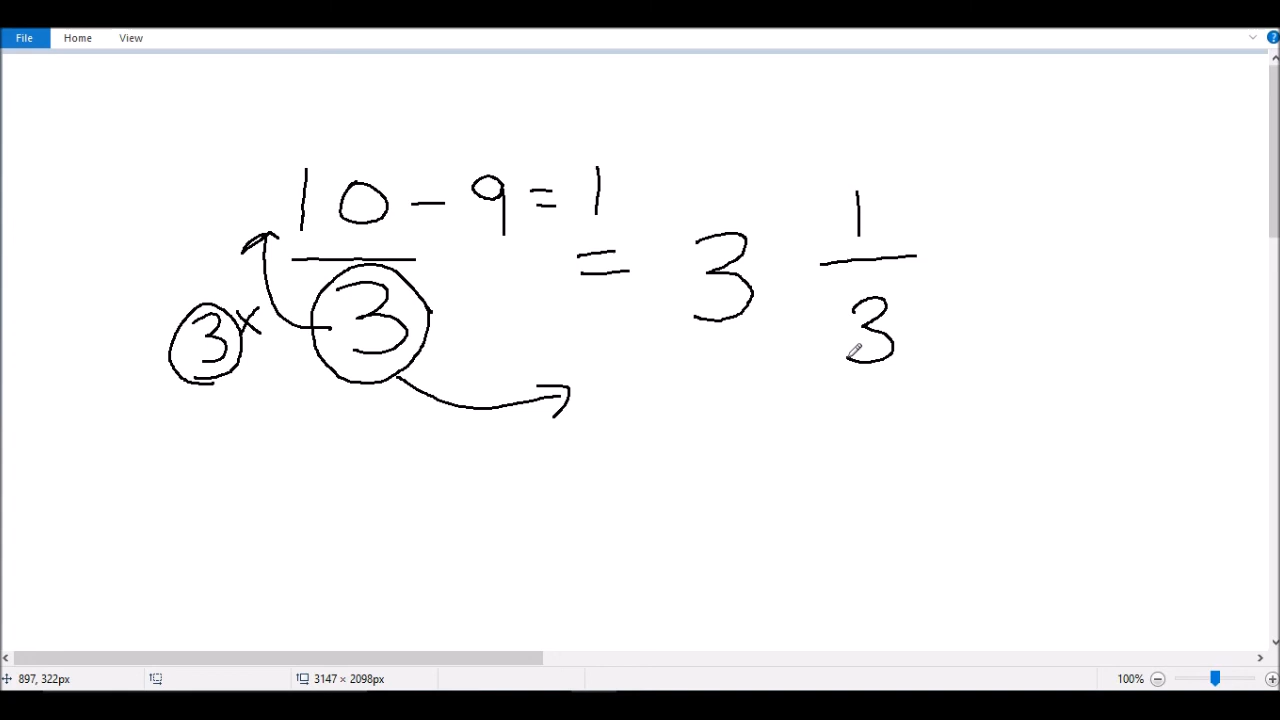 File Home View
10 - 9 = 1
3x 3 = 3 1
3
897, 322px 3147 × 2098px 100%